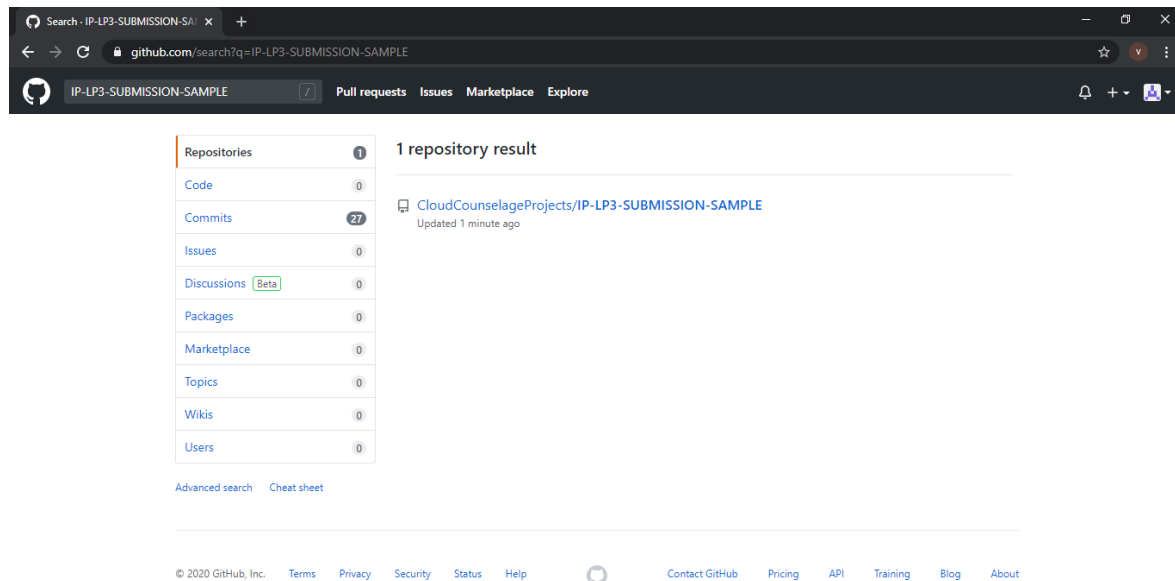 Search · IP-LP3-SUBMISSION-SA
github.com/search?q=IP-LP3-SUBMISSION-SAMPLE
V
IP-LP3-SUBMISSION-SAMPLE / Pull requests Issues Marketplace Explore
Repositories 1
Code 0
Commits 27
Issues 0
Discussions Beta 0
Packages 0
Marketplace 0
Topics 0
Wikis 0
Users 0
Advanced search Cheat sheet
1 repository result
CloudCounselageProjects/IP-LP3-SUBMISSION-SAMPLE
Updated 1 minute ago
© 2020 GitHub, Inc. Terms Privacy Security Status Help Contact GitHub Pricing API Training Blog About